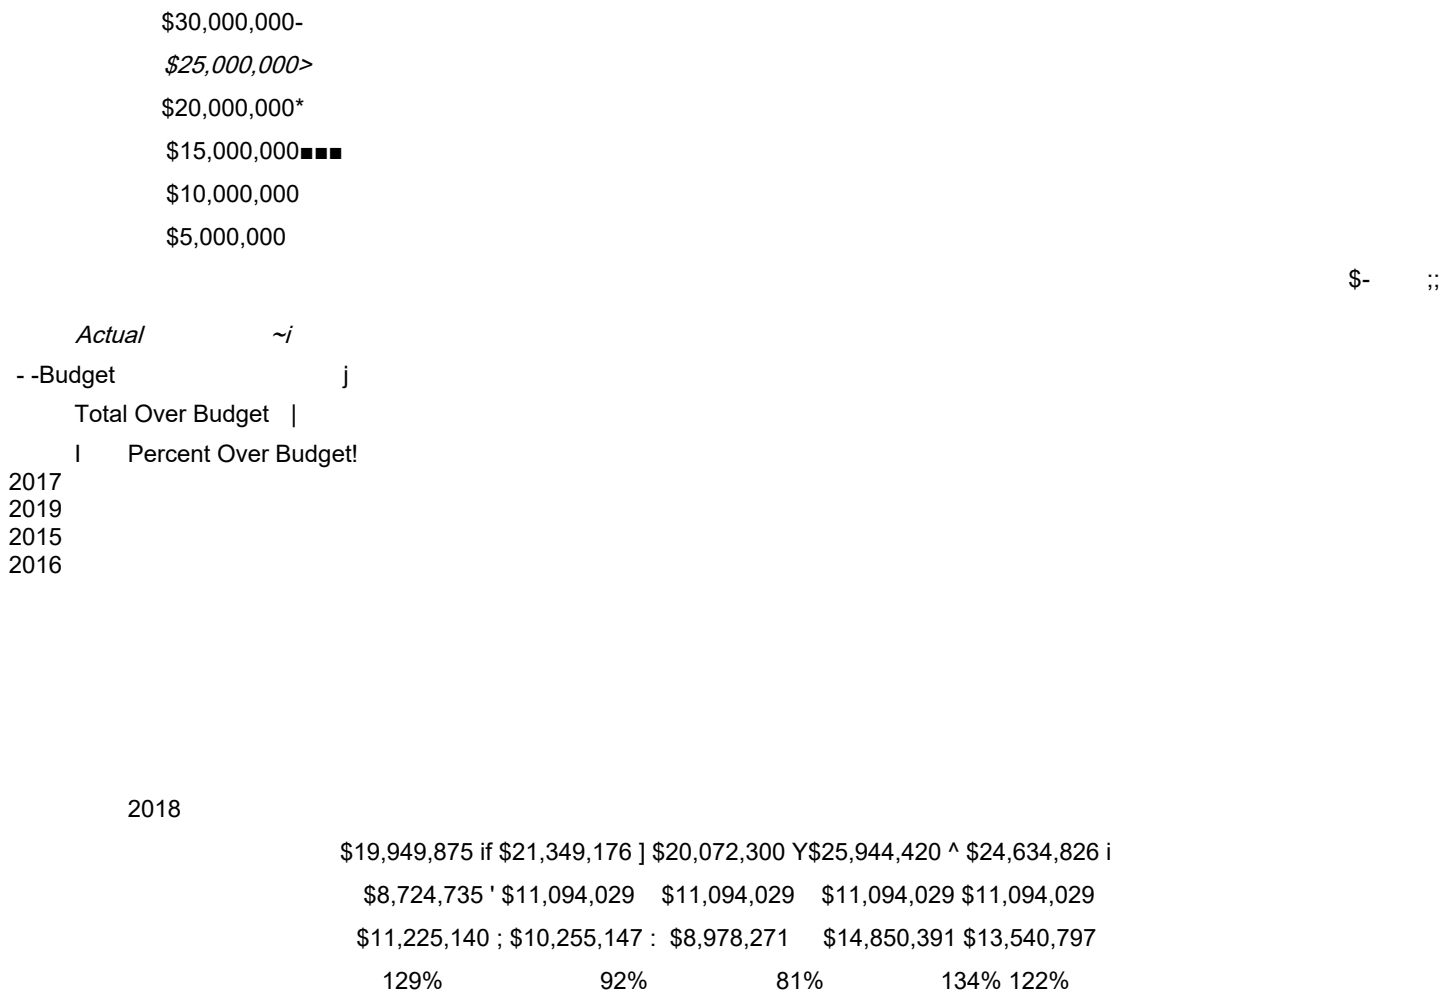 $30,000,000-
$25,000,000>
$20,000,000*
$15,000,000■■■
$10,000,000
$5,000,000
$- ;;
Actual ~i
- -Budget j
Total Over Budget |
I Percent Over Budget!
2017
2019
2015
2016
2018
$19,949,875 if $21,349,176 ] $20,072,300 Y$25,944,420 ^ $24,634,826 i
$8,724,735 ' $11,094,029 $11,094,029 $11,094,029 $11,094,029
$11,225,140 ; $10,255,147 : $8,978,271 $14,850,391 $13,540,797
129% 92% 81% 134% 122%